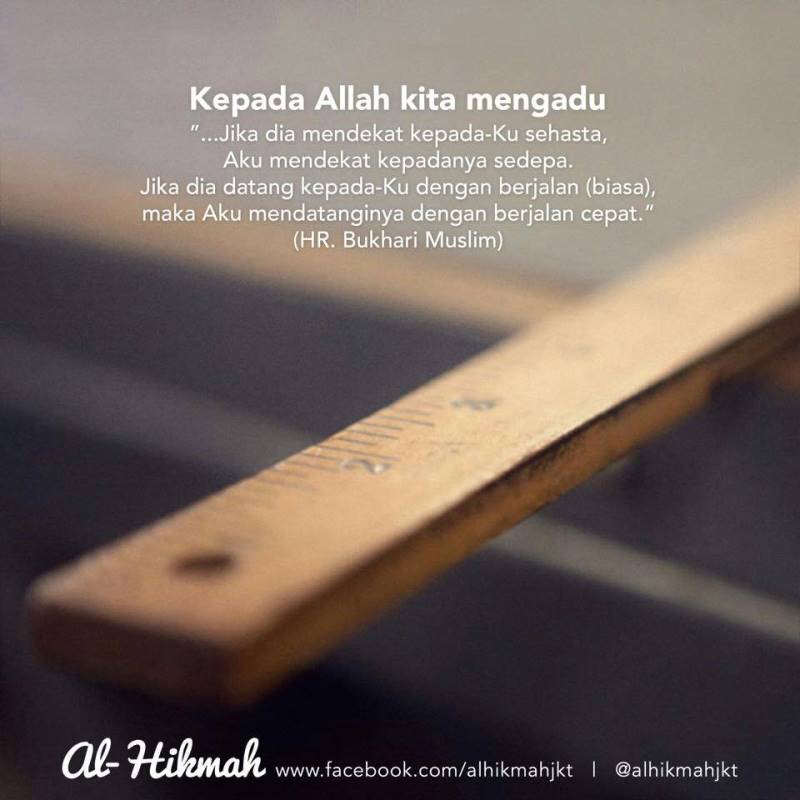 Kepada Allah kita mengadu
"...Jika dia mendekat kepada-Ku sehasta,
Aku mendekat kepadanya sedepa.
Jika dia datang kepada-Ku dengan berjalan (biasa),
maka Aku mendatanginya dengan berjalan cepat."
(HR. Bukhari Muslim)
2
3
Al-Hikmah www.facebook.com/alhikmahjkt | @alhikmahjkt